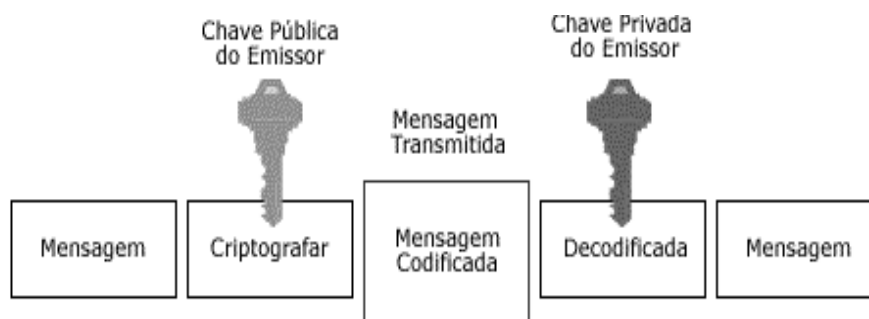 Chave Pública
do Emissor
Chave Privada
do Emissor
Mensagem
Transmitida
Mensagem
Criptografar
Mensagem
Codificada
Decodificada
Mensagem